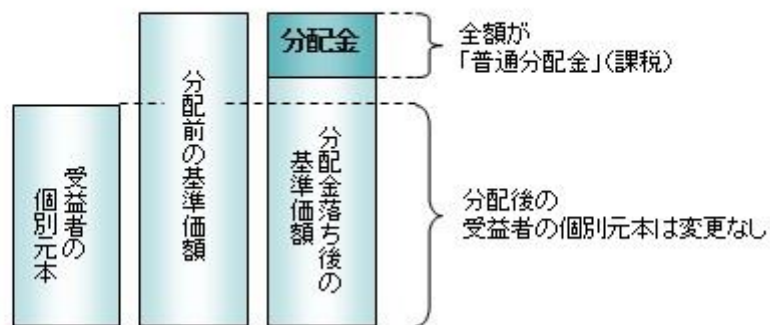 受益者の
個別元本
分配前の基準価額
分配金
分配金落ち後の
基準価額
全額が
「普通分配金」(課税)
分配後の
受益者の個別元本は変更なし